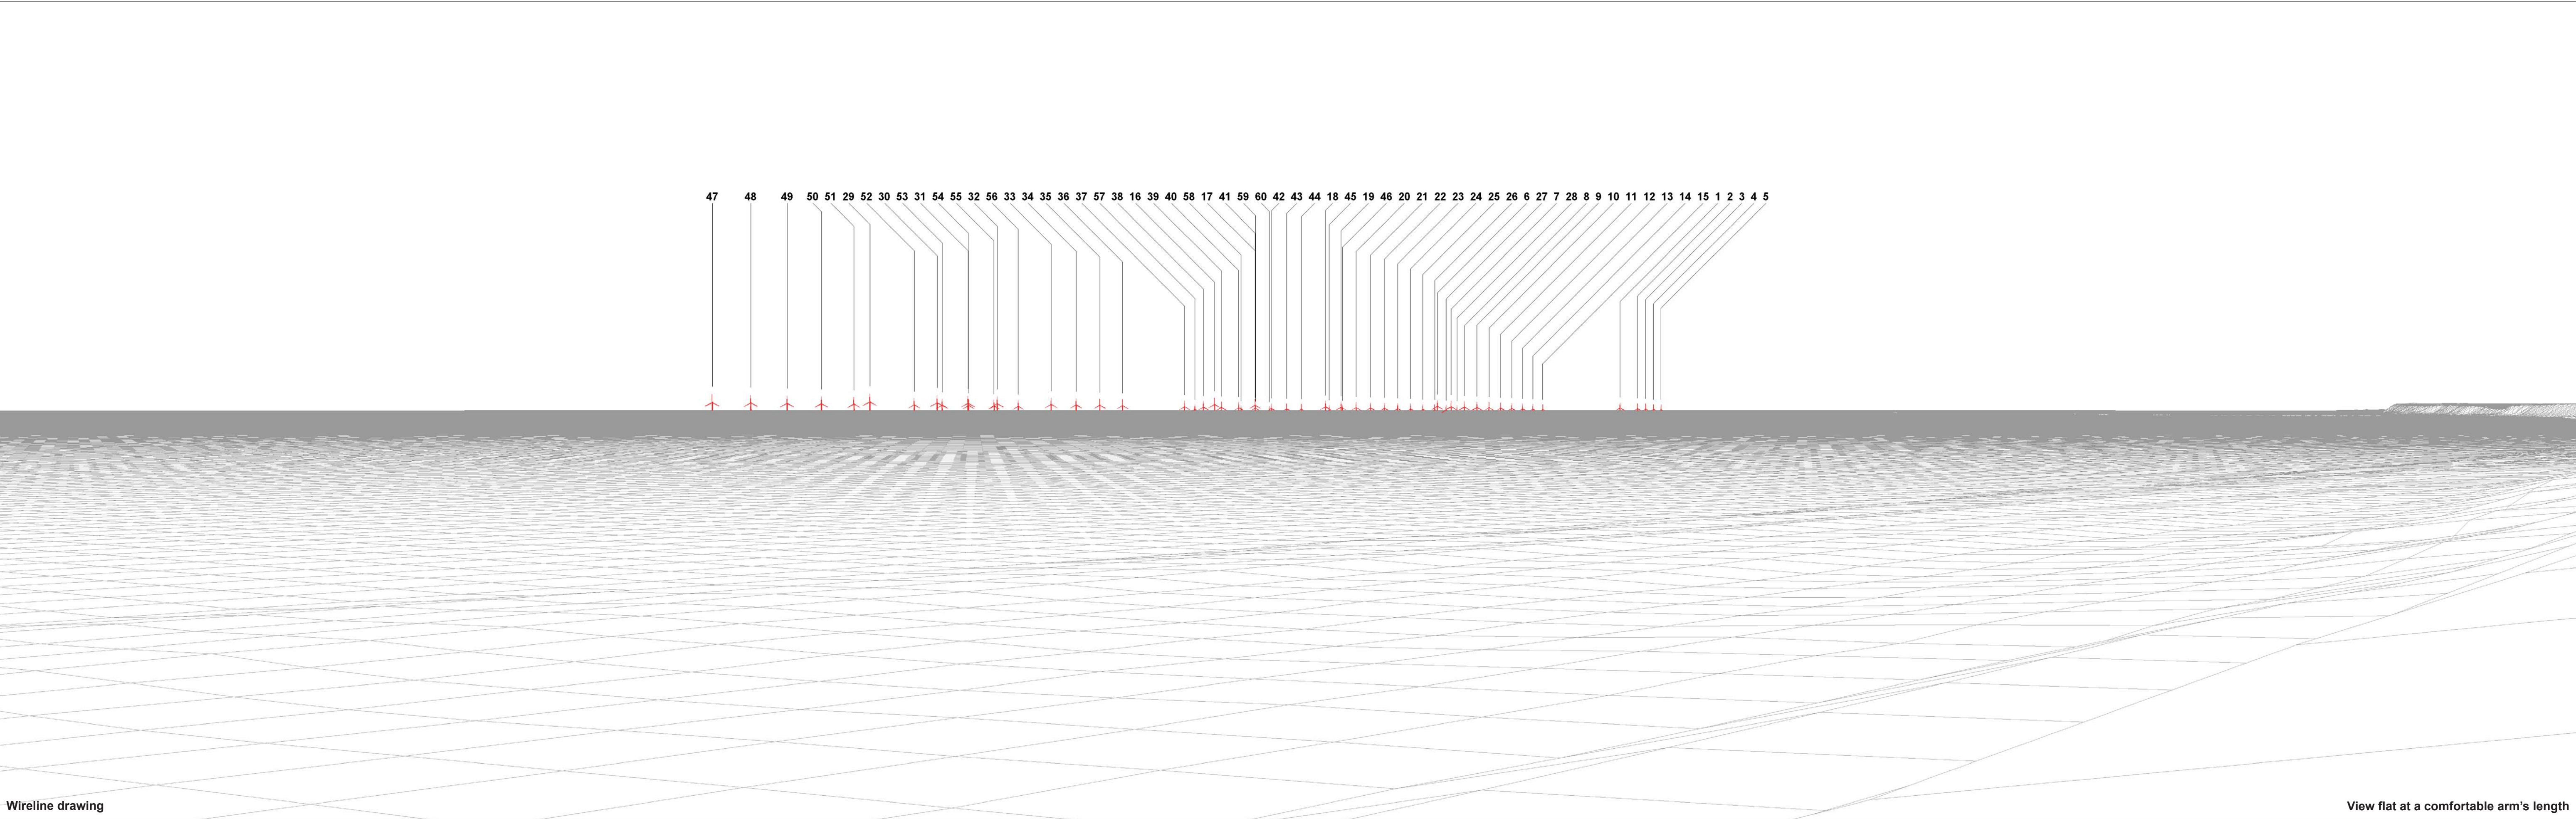 47 48 49 50 51 29 52 30 53 31 54 55 32 56 33 34 35 36 37 57 38 16 39 40 58 17 41 59 60 42 43 44 18 45 19 46 20 21 22 23 24 25 26 6 27 7 28 8 9 10 11 12 13 14 15 1 2 3 4 5
Wireline drawing
View flat at a comfortable arm's length